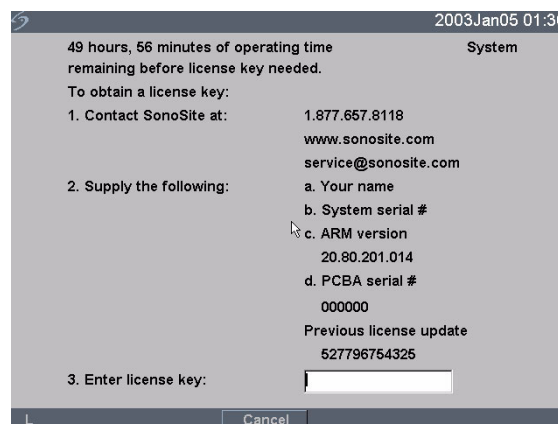 2003Jan05 01:30
49 hours, 56 minutes of operating time System
remaining before license key needed.
To obtain a license key:
1. Contact SonoSite at: 1.877.657.8118
www.sonosite.com
service@sonosite.com
2. Supply the following: a. Your name
b. System serial #
c. ARM version
20.80.201.014
d. PCBA serial #
000000
Previous license update
527796754325
3. Enter license key:
L Cancel